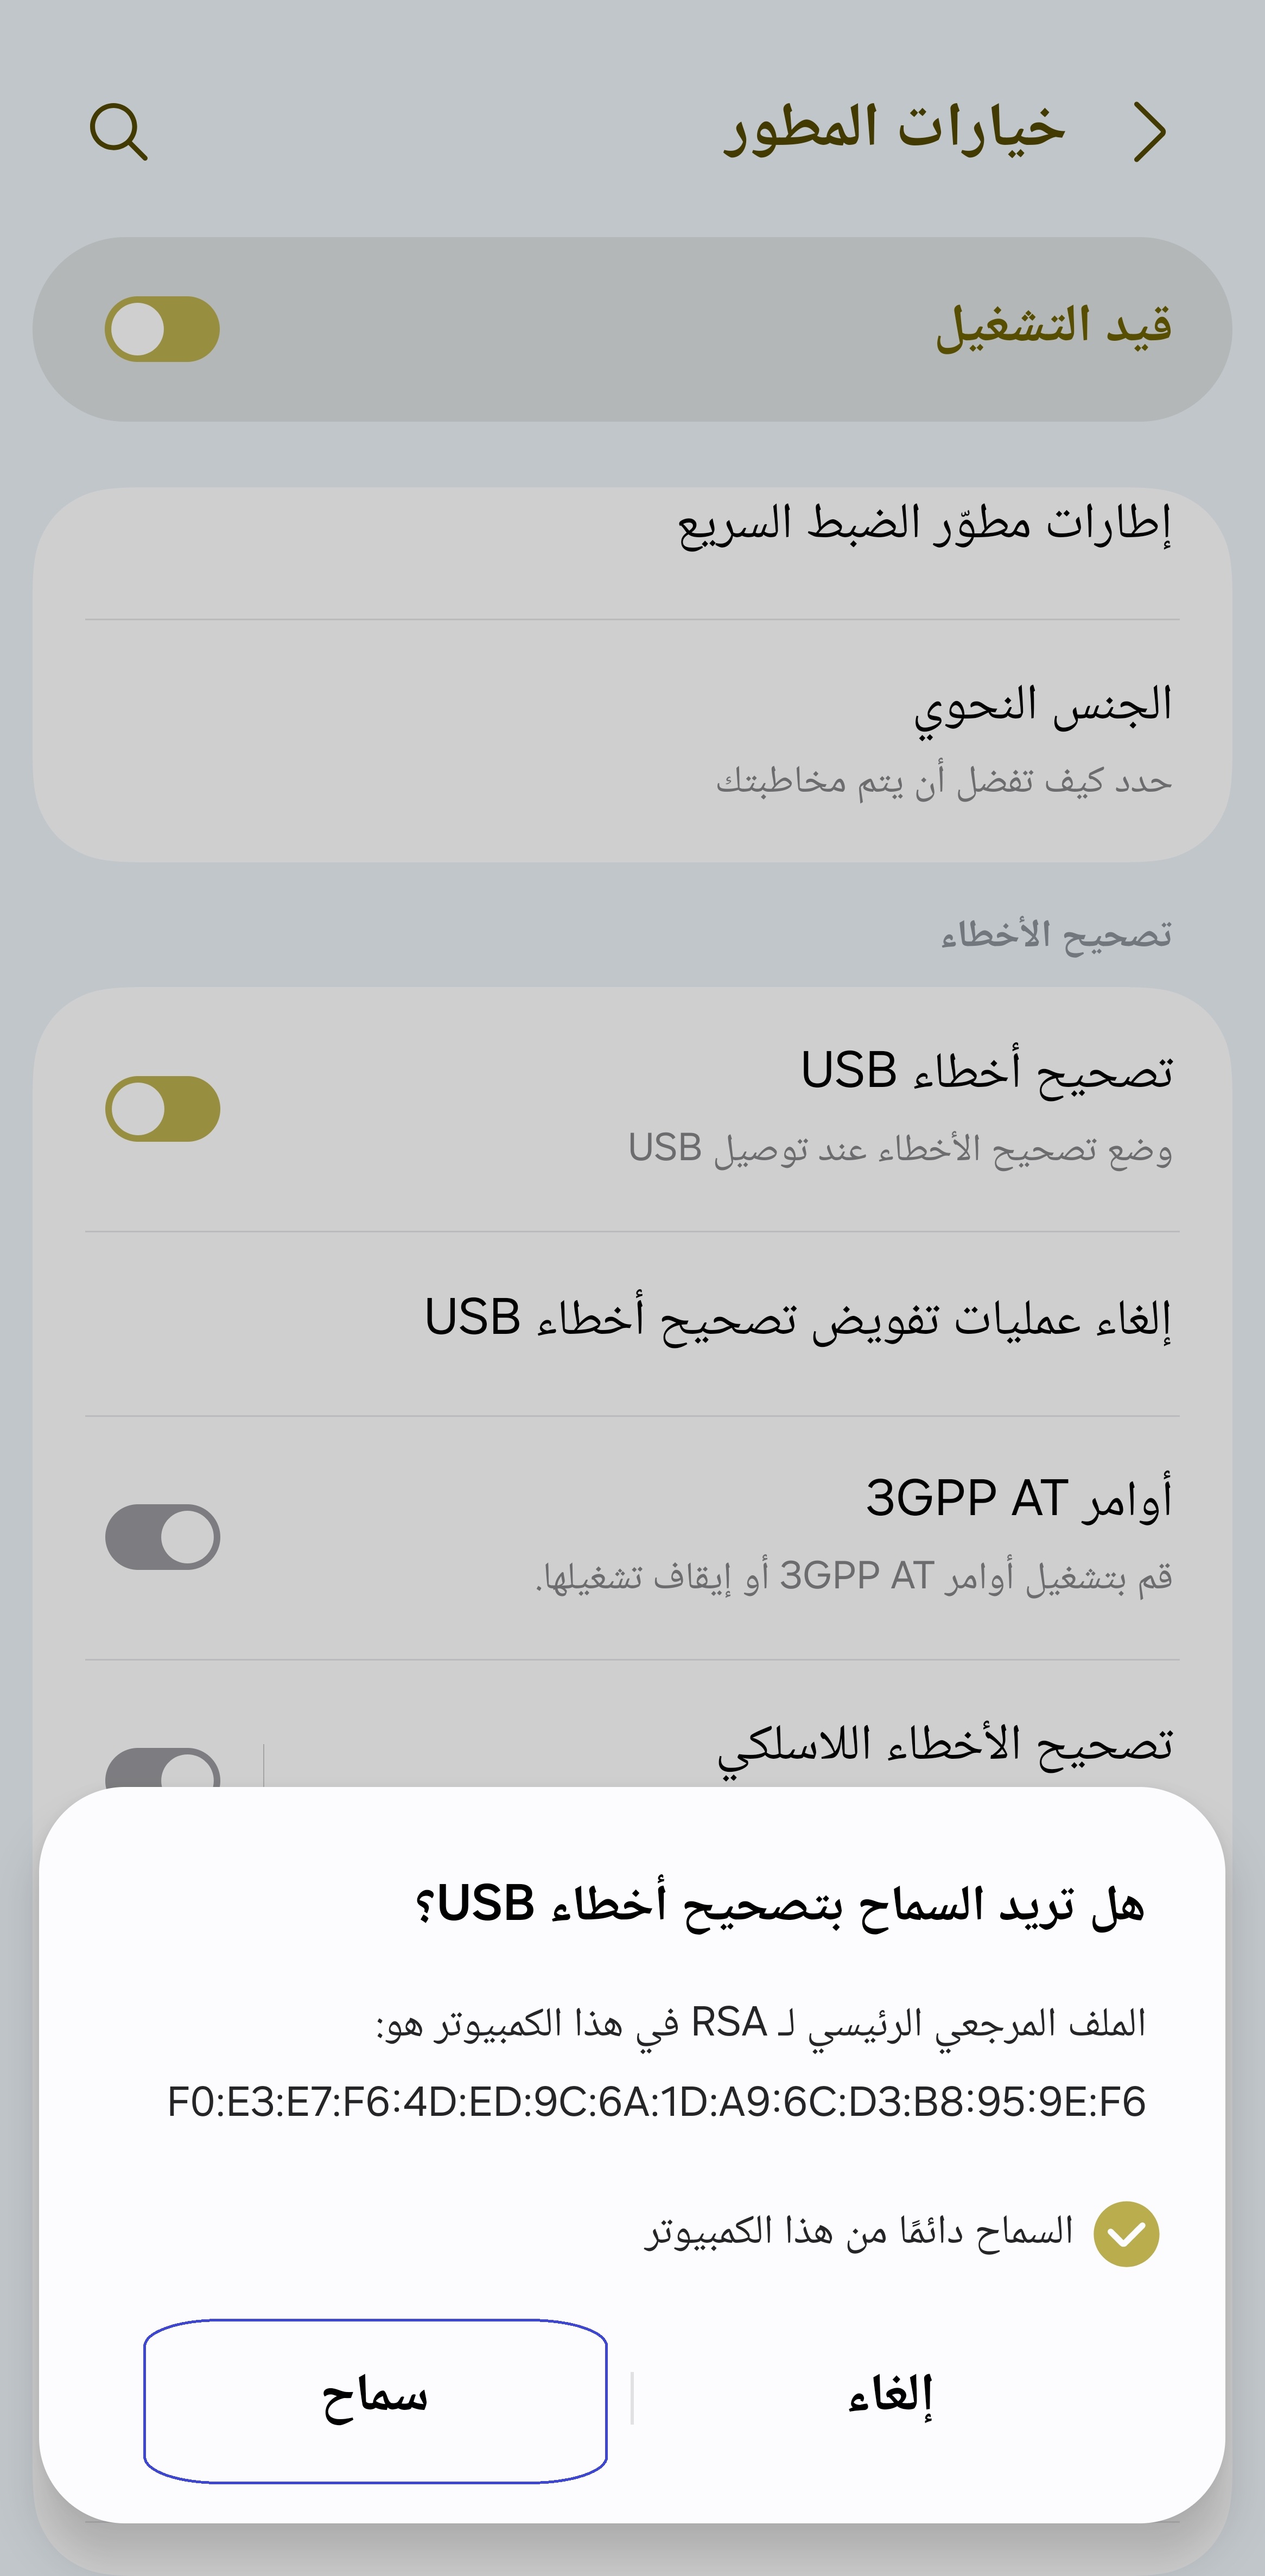 خيارات المطور
قيد التشغيل
إطارات مطوّر الضبط السريع
الجنس النحوي
حدد كيف تفضل أن يتم مخاطبتك
تصحيح الأخطاء
تصحيح أخطاء USB
وضع تصحيح الأخطاء عند توصيل USB
إلغاء عمليات تفويض تصحيح أخطاء USB
أوامر 3GPP AT
قم بتشغيل أوامر 3GPP AT أو إيقاف تشغيلها.
تصحيح الأخطاء اللاسلكي
هل تريد السماح بتصحيح أخطاء USB؟
الملف المرجعي الرئيسي لـ RSA في هذا الكمبيوتر هو:
F0:E3:E7:F6:4D:ED:9C:6A:1D:A9:6C:D3:B8:95:9E:F6
السماح دائمًا من هذا الكمبيوتر
إلغاء
سماح